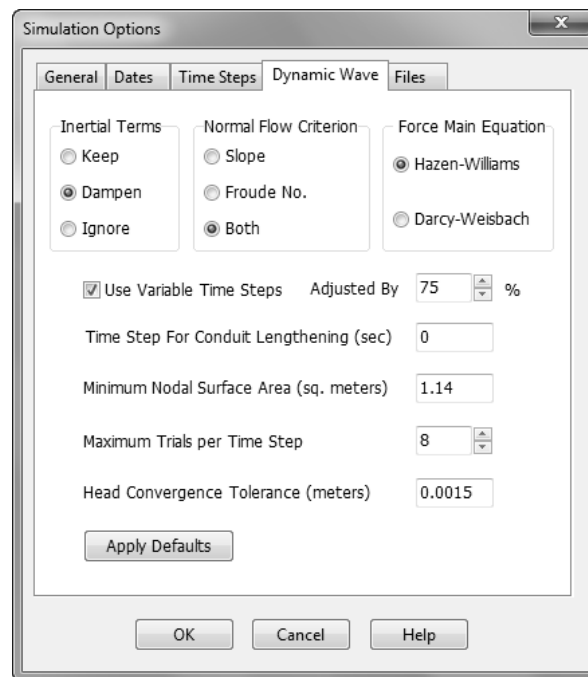 Simulation Options
x
General Dates Time Steps Dynamic Wave Files
Inertial Terms Normal Flow Criterion Force Main Equation
Keep Slope Hazen-Williams
Dampen Froude No. Darcy-Weisbach
Ignore Both
Use Variable Time Steps Adjusted By 75 %
Time Step For Conduit Lengthening (sec) 0
Minimum Nodal Surface Area (sq. meters) 1.14
Maximum Trials per Time Step 8
Head Convergence Tolerance (meters) 0.0015
Apply Defaults
OK Cancel Help